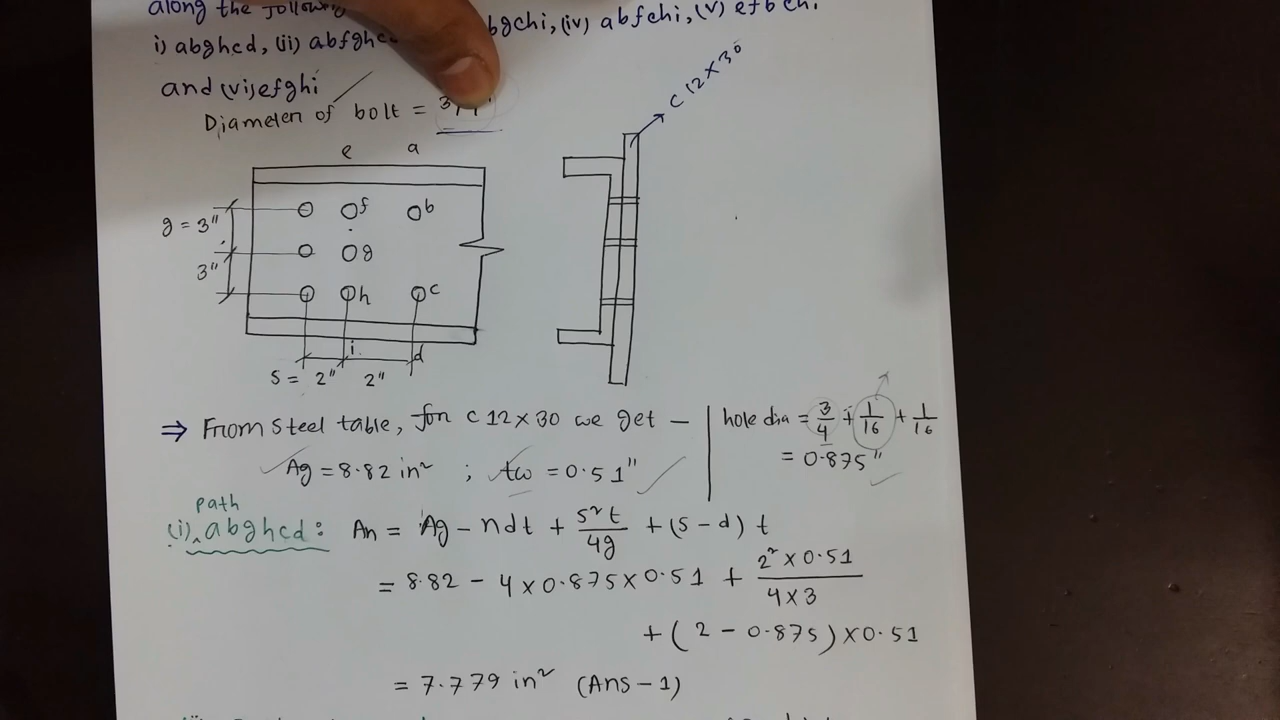 along the following
bgchi, (iv) abfchi, (v) efbch.
i) abghcd, (ii) abfghc
and (vi) efghi
Diameter of bolt =
C 12 × 30
e a
f b
g = 3"
g
3"
h c
i d
S = 2" 2"
⇒ From Steel table, for C 12×30 we get —
Ag = 8.82 in² ; tw = 0.51"
hole dia = 3/4 + 1/16 + 1/16
= 0.875"
path
(i) abghcd: An = Ag − ndt + s²t/4g + (s − d) t
= 8.82 − 4 × 0.875 × 0.51 + 2² × 0.51/4 × 3
+ (2 − 0.875) × 0.51
= 7.779 in² (Ans − 1)